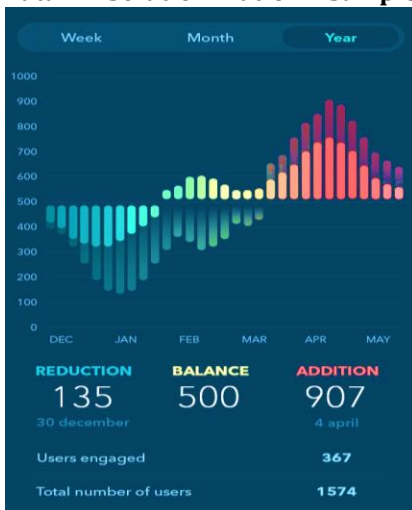 Week Month Year
1000
900
800
700
600
500
400
300
200
100
0
DEC JAN FEB MAR APR MAY
REDUCTION BALANCE ADDITION
135 500 907
30 december 4 april
Users engaged 367
Total number of users 1574